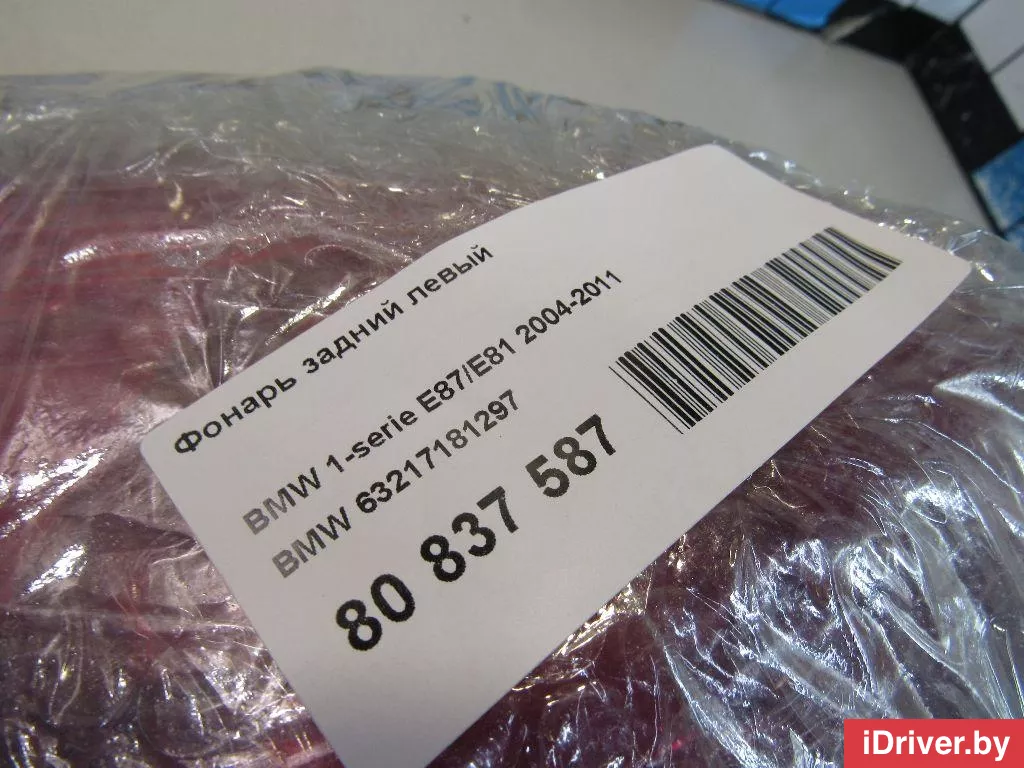 Фонарь задний левый
BMW 1-serie E87/E81 2004-2011
BMW 63217181297
80 837 587
iDriver.by